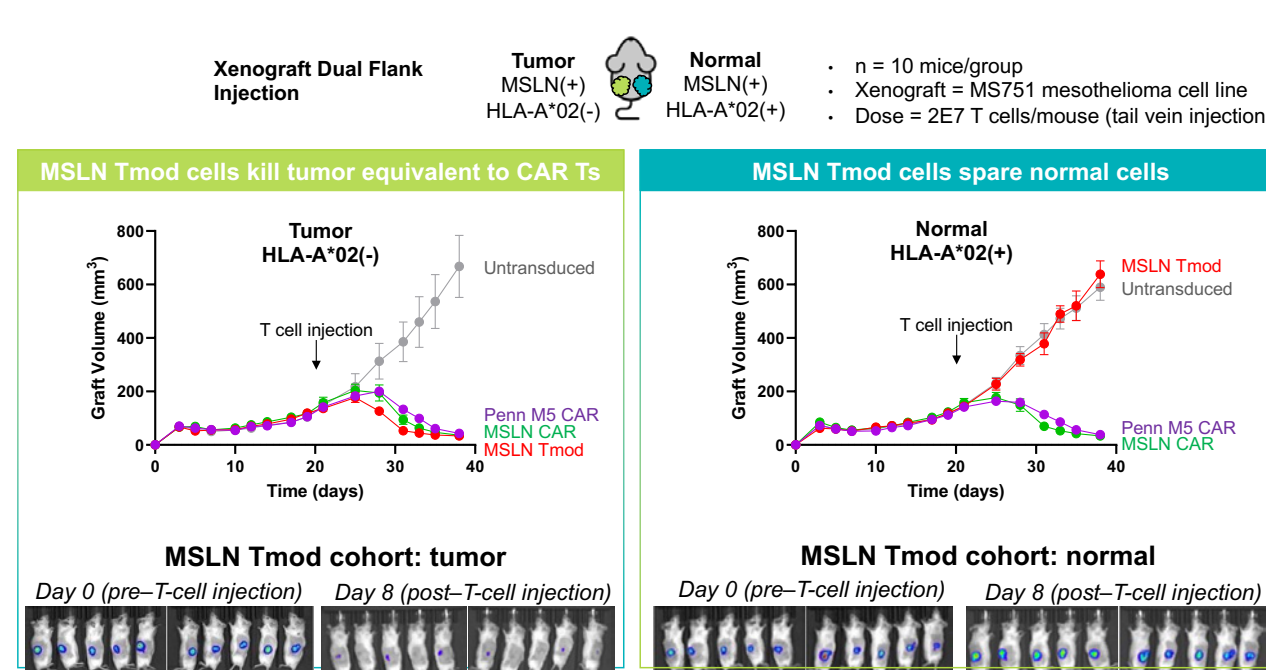 Xenograft Dual Flank
Injection
Tumor
MSLN(+)
HLA-A*02(-)
Normal
MSLN(+)
HLA-A*02(+)
• n = 10 mice/group
• Xenograft = MS751 mesothelioma cell line
• Dose = 2E7 T cells/mouse (tail vein injection
MSLN Tmod cells kill tumor equivalent to CAR Ts
Tumor
HLA-A*02(-)
Graft Volume (mm³)
800
600
400
200
0
T cell injection
Untransduced
Penn M5 CAR
MSLN CAR
MSLN Tmod
0 10 20 30 40
Time (days)
MSLN Tmod cohort: tumor
Day 0 (pre–T-cell injection)
Day 8 (post–T-cell injection)
MSLN Tmod cells spare normal cells
Normal
HLA-A*02(+)
Graft Volume (mm³)
800
600
400
200
0
T cell injection
MSLN Tmod
Untransduced
Penn M5 CAR
MSLN CAR
0 10 20 30 40
Time (days)
MSLN Tmod cohort: normal
Day 0 (pre–T-cell injection)
Day 8 (post–T-cell injection)